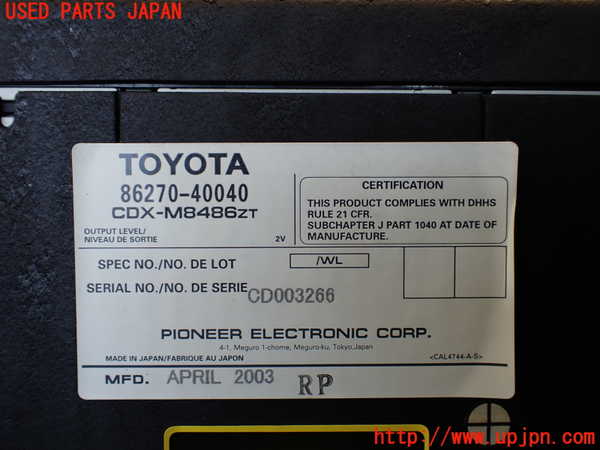 USED PARTS JAPAN
TOYOTA
86270-40040
CDX-M8486ZT
OUTPUT LEVEL/
NIVEAU DE SORTIE 2V
CERTIFICATION
THIS PRODUCT COMPLIES WITH DHHS
RULE 21 CFR.
SUBCHAPTER J PART 1040 AT DATE OF
MANUFACTURE.
SPEC NO./NO. DE LOT /WL
SERIAL NO./NO. DE SERIE CD003266
PIONEER ELECTRONIC CORP.
4-1, Meguro 1-chome, Meguro-ku, Tokyo,Japan
MADE IN JAPAN/FABRIQUE AU JAPON <CAL4744-A-S>
MFD. APRIL 2003 RP
http://www.upjpn.com/